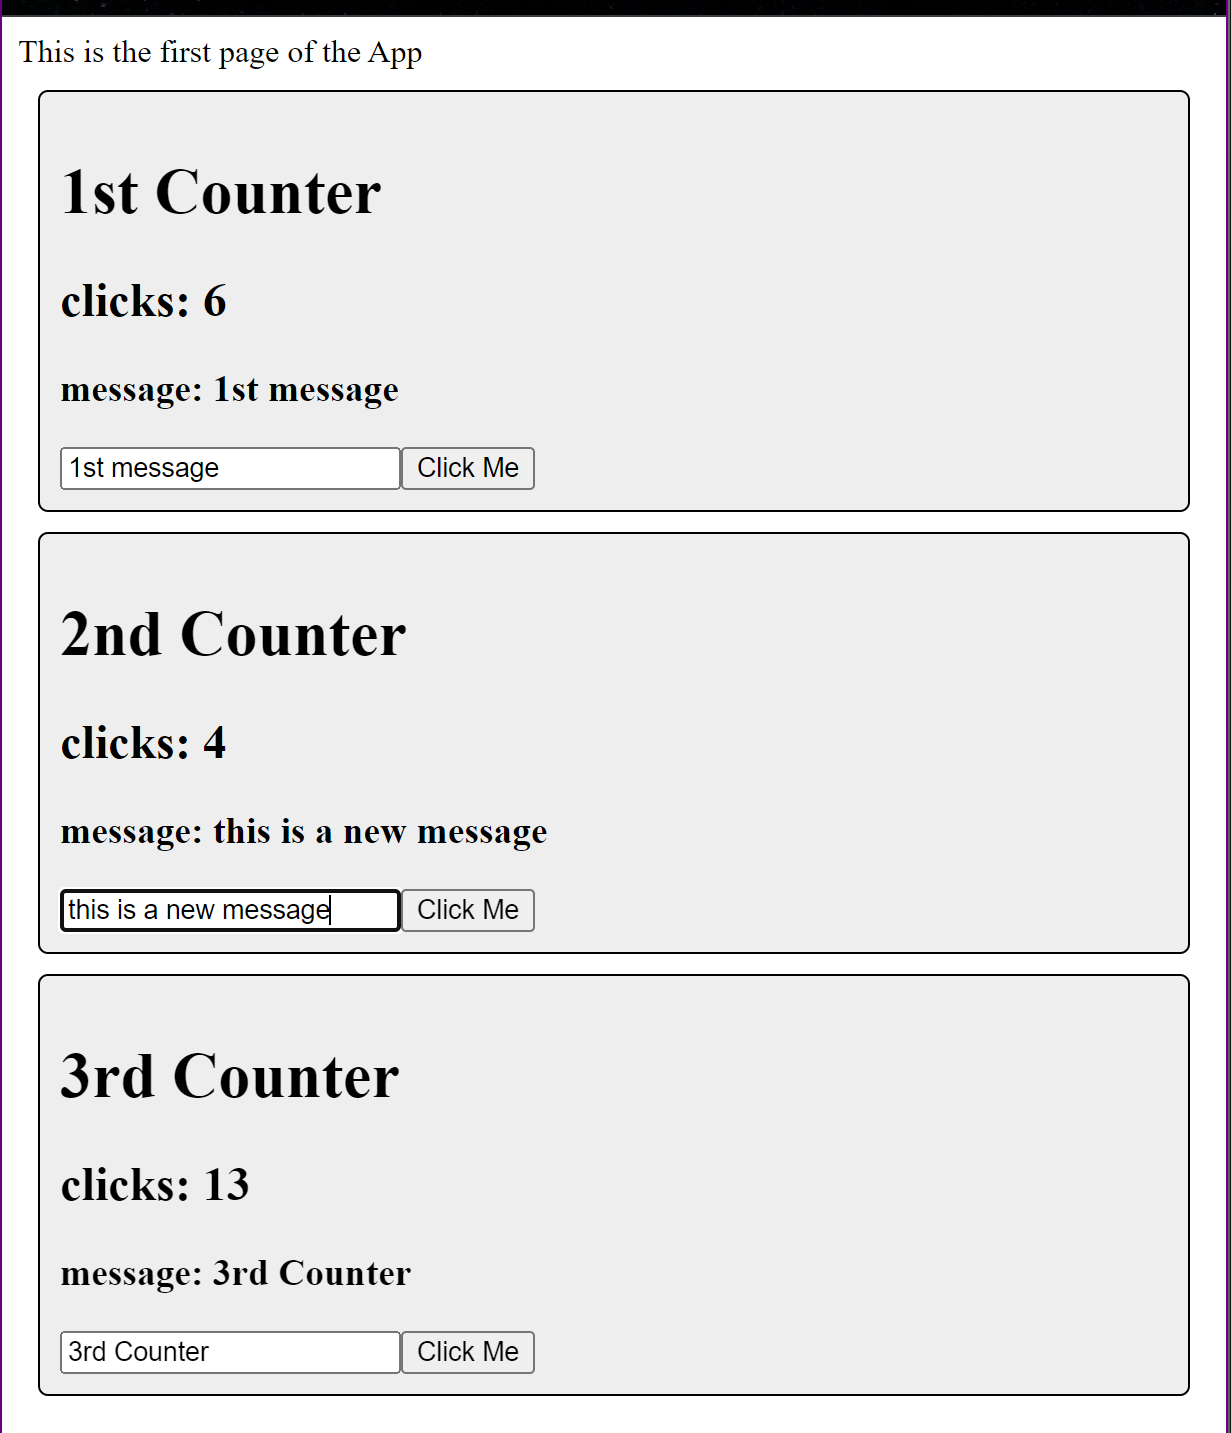 This is the first page of the App
1st Counter
clicks: 6
message: 1st message
1st message Click Me
2nd Counter
clicks: 4
message: this is a new message
this is a new message Click Me
3rd Counter
clicks: 13
message: 3rd Counter
3rd Counter Click Me